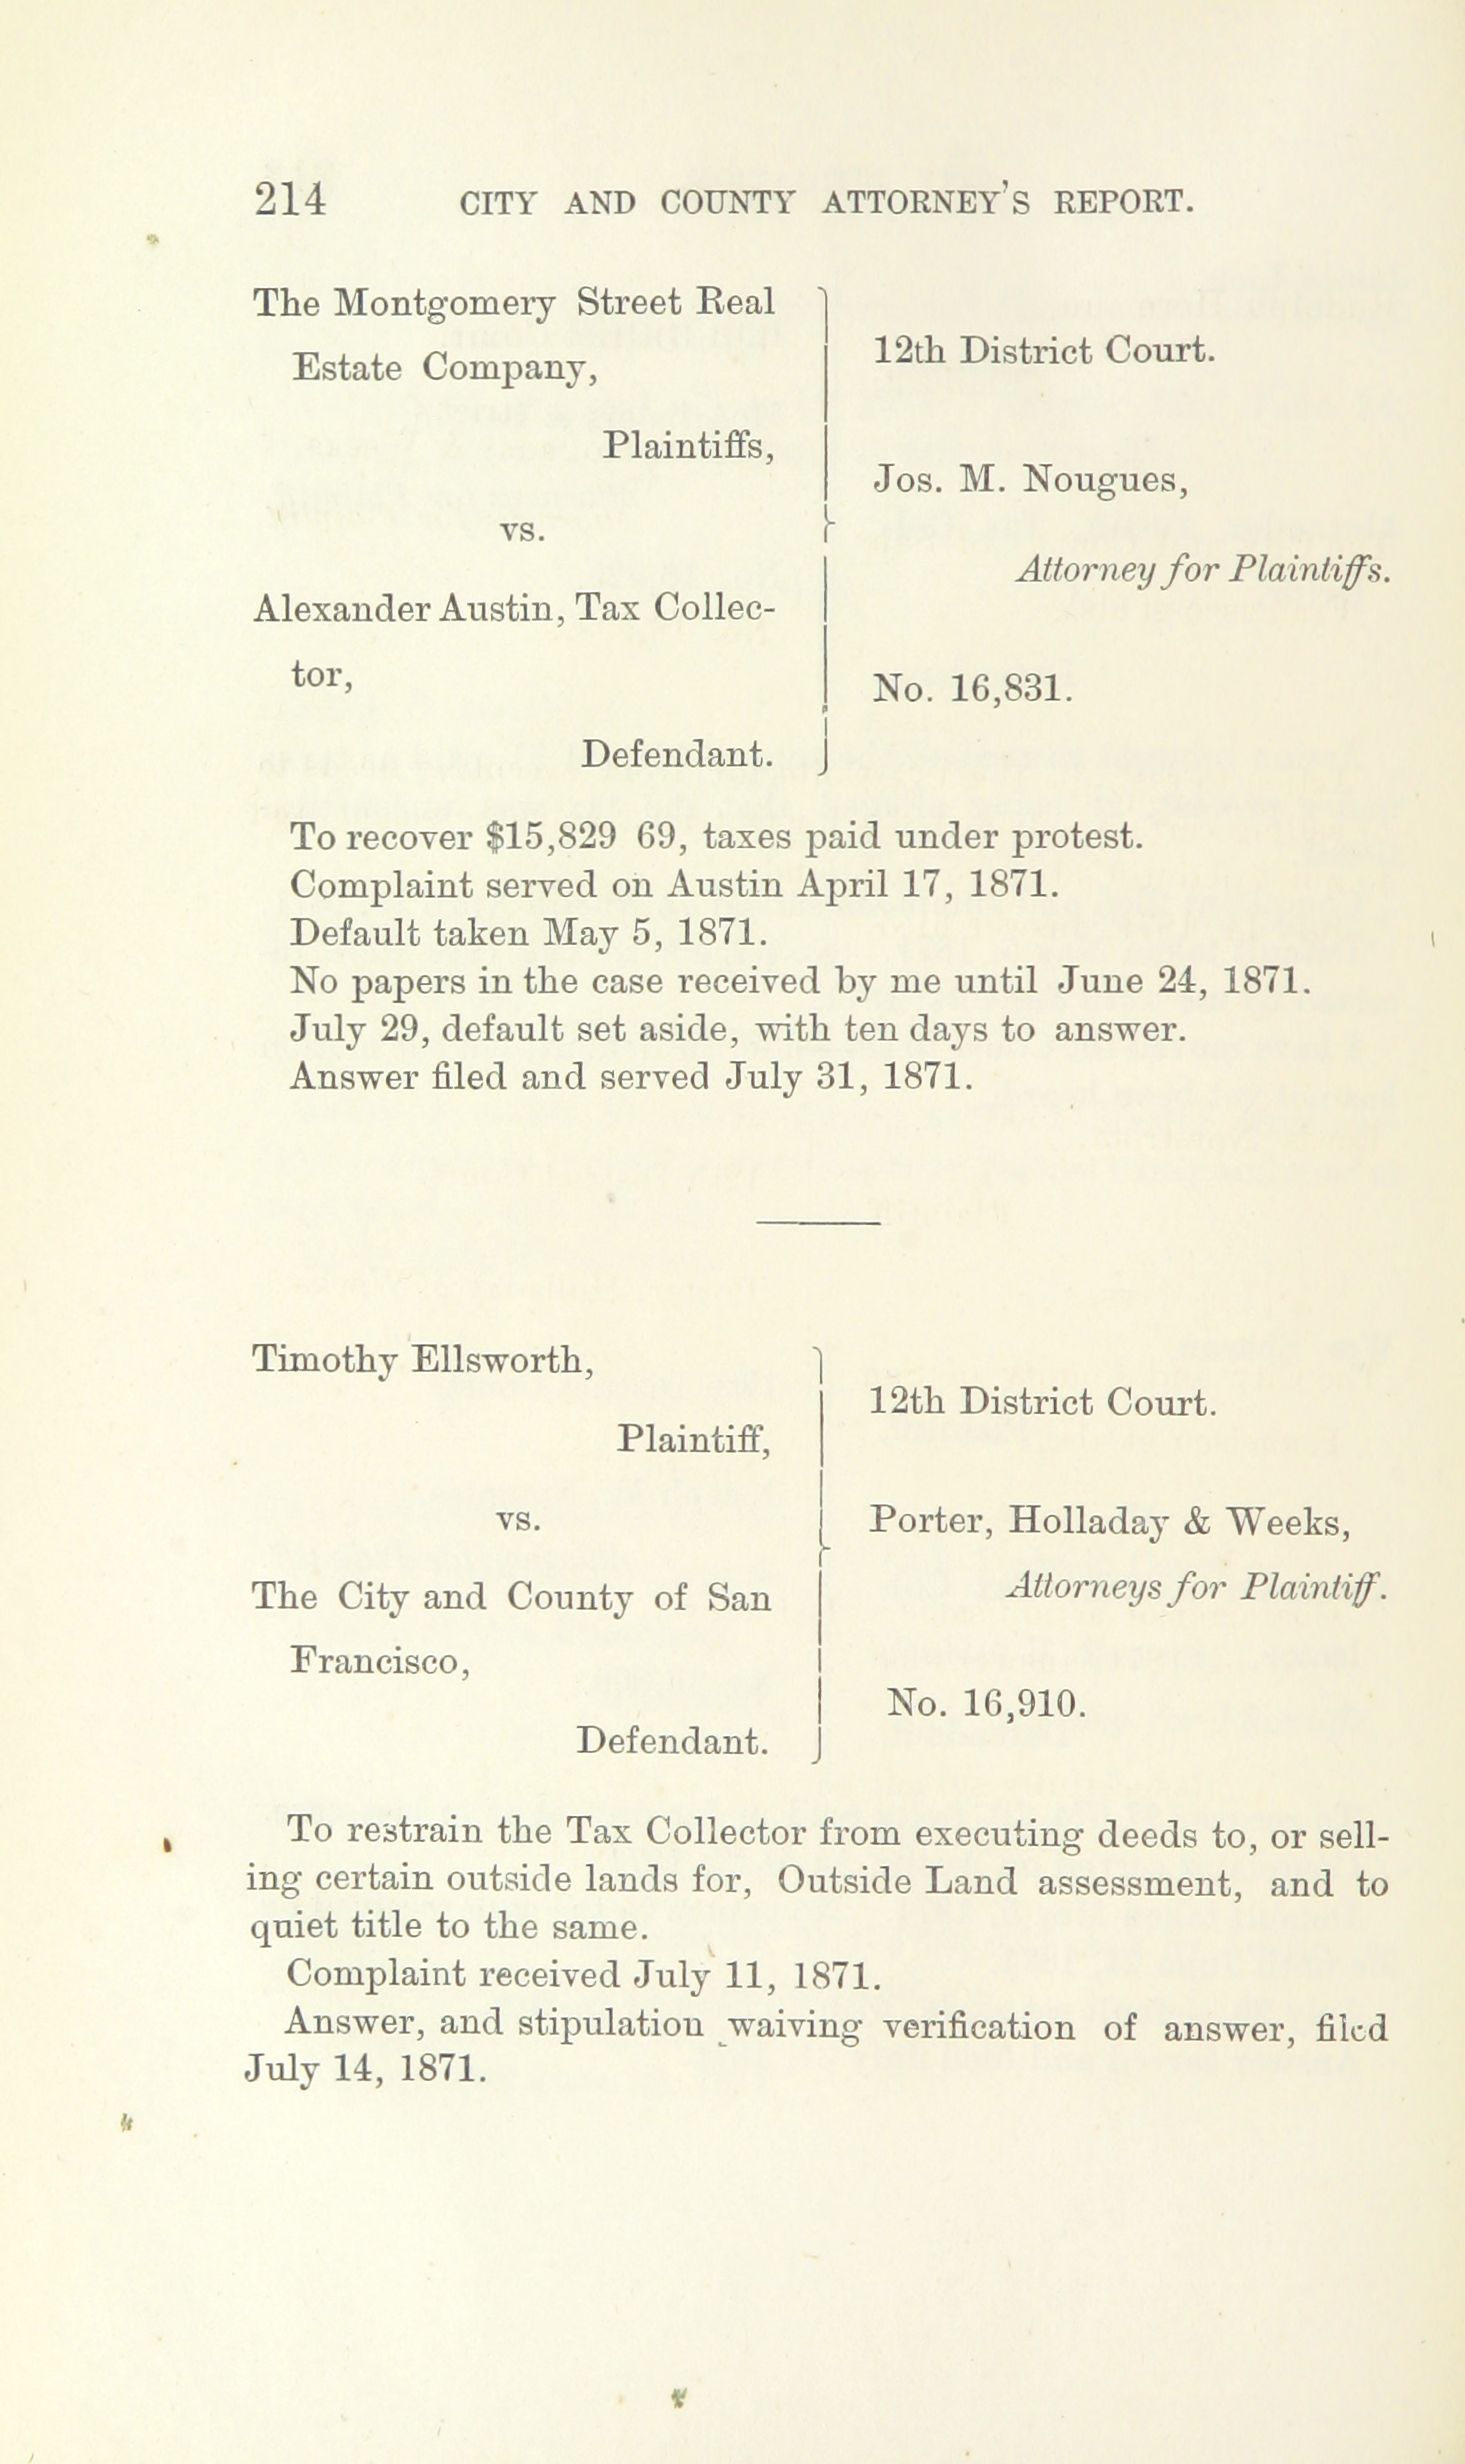 214 CITY AND COUNTY ATTORNEY'S REPORT.
The Montgomery Street Real
Estate Company,
Plaintiffs,
vs.
Alexander Austin, Tax Collec-
tor,
Defendant.
12th District Court.
Jos. M. Nougues,
Attorney for Plaintiffs.
No. 16,831.
To recover $15,829 69, taxes paid under protest.
Complaint served on Austin April 17, 1871.
Default taken May 5, 1871.
No papers in the case received by me until June 24, 1871.
July 29, default set aside, with ten days to answer.
Answer filed and served July 31, 1871.
Timothy Ellsworth,
Plaintiff,
vs.
The City and County of San
Francisco,
Defendant.
12th District Court.
Porter, Holladay & Weeks,
Attorneys for Plaintiff.
No. 16,910.
To restrain the Tax Collector from executing deeds to, or sell-
ing certain outside lands for, Outside Land assessment, and to
quiet title to the same.
Complaint received July 11, 1871.
Answer, and stipulation waiving verification of answer, filed
July 14, 1871.